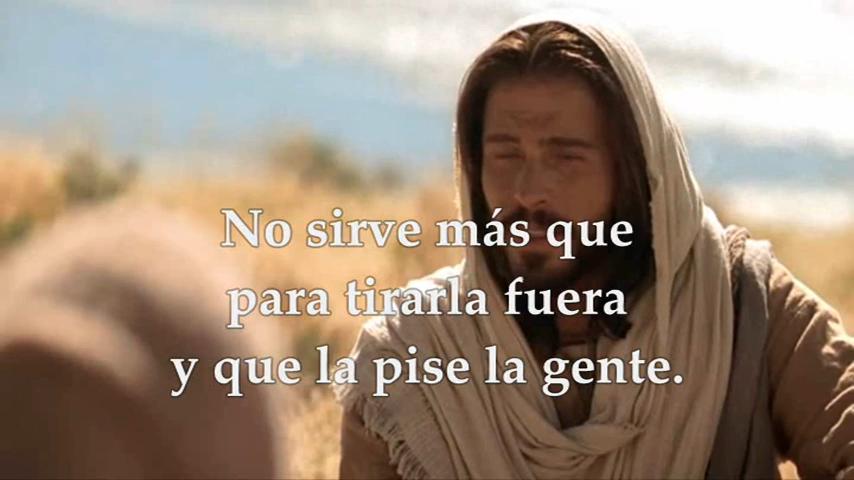 No sirve más que
para tirarla fuera
y que la pise la gente.